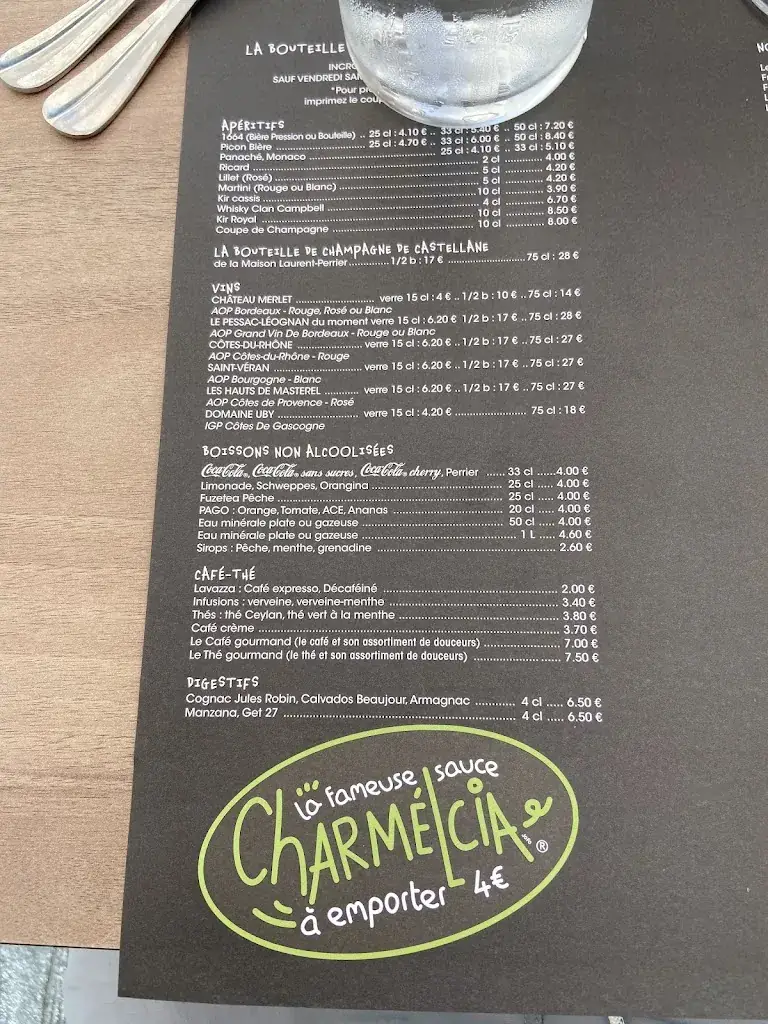 LA BOUTEILLE
SAUF VENDREDI
*Pour
imprimez le
APÉRITIFS
1664 (Bière Pression ou Bouteille) .. 25 cl : 4.10 € .. 33 cl : 5.40 € .. 50 cl : 7.20 €
Picon Bière ............ 25 cl : 4.70 € .. 33 cl : 6.00 € .. 50 cl : 8.40 €
Panaché, Monaco ............ 25 cl : 4.10 € .. 33 cl : 5.10 €
Ricard ............ 2 cl ............ 4.00 €
Lillet (Rosé) ............ 5 cl ............ 4.20 €
Martini (Rouge ou Blanc) ............ 5 cl ............ 4.20 €
Kir cassis ............ 10 cl ............ 3.90 €
Whisky Clan Campbell ............ 4 cl ............ 6.70 €
Kir Royal ............ 10 cl ............ 8.50 €
Coupe de Champagne ............ 10 cl ............ 8.00 €
LA BOUTEILLE DE CHAMPAGNE DE CASTELLANE
de la Maison Laurent-Perrier ............ 1/2 b : 17 € ............ 75 cl : 28 €
VINS
CHÂTEAU MERLET ............ verre 15 cl : 4 € .. 1/2 b : 10 € ..75 cl : 14 €
AOP Bordeaux - Rouge, Rosé ou Blanc
LE PESSAC-LÉOGNAN du moment verre 15 cl : 6.20 € 1/2 b : 17 € ..75 cl : 28 €
AOP Grand Vin De Bordeaux - Rouge ou Blanc
CÔTES-DU-RHÔNE ............ verre 15 cl : 6.20 € ..1/2 b : 17 € ..75 cl : 27 €
AOP Côtes-du-Rhône - Rouge
SAINT-VÉRAN ............ verre 15 cl : 6.20 € ..1/2 b : 17 € ..75 cl : 27 €
AOP Bourgogne - Blanc
LES HAUTS DE MASTEREL ............ verre 15 cl : 6.20 € ..1/2 b : 17 € ..75 cl : 27 €
AOP Côtes de Provence - Rosé
DOMAINE UBY ............ verre 15 cl : 4.20 € ............ 75 cl : 18 €
IGP Côtes De Gascogne
BOISSONS NON ALCOOLISÉES
Coca-Cola®, Coca-Cola® sans sucres, Coca-Cola® cherry, Perrier ...... 33 cl .....4.00 €
Limonade, Schweppes, Orangina ............ 25 cl ..... 4.00 €
Fuzetea Pêche ............ 25 cl ..... 4.00 €
PAGO : Orange, Tomate, ACE, Ananas ............ 20 cl .... 4.00 €
Eau minérale plate ou gazeuse ............ 50 cl .... 4.00 €
Eau minérale plate ou gazeuse ............ 1 L .... 4.60 €
Sirops : Pêche, menthe, grenadine ............ 2.60 €
CAFÉ-THÉ
Lavazza : Café expresso, Décaféiné ............ 2.00 €
Infusions : verveine, verveine-menthe ............ 3.40 €
Thés : thé Ceylan, thé vert à la menthe ............ 3.80 €
Café crème ............ 3.70 €
Le Café gourmand (le café et son assortiment de douceurs) ............ 7.00 €
Le Thé gourmand (le thé et son assortiment de douceurs) ............ 7.50 €
DIGESTIFS
Cognac Jules Robin, Calvados Beaujour, Armagnac ............ 4 cl ..... 6.50 €
Manzana, Get 27 ............ 4 cl ..... 6.50 €
La fameuse sauce
CHARMÉLCIA ®
à emporter 4€